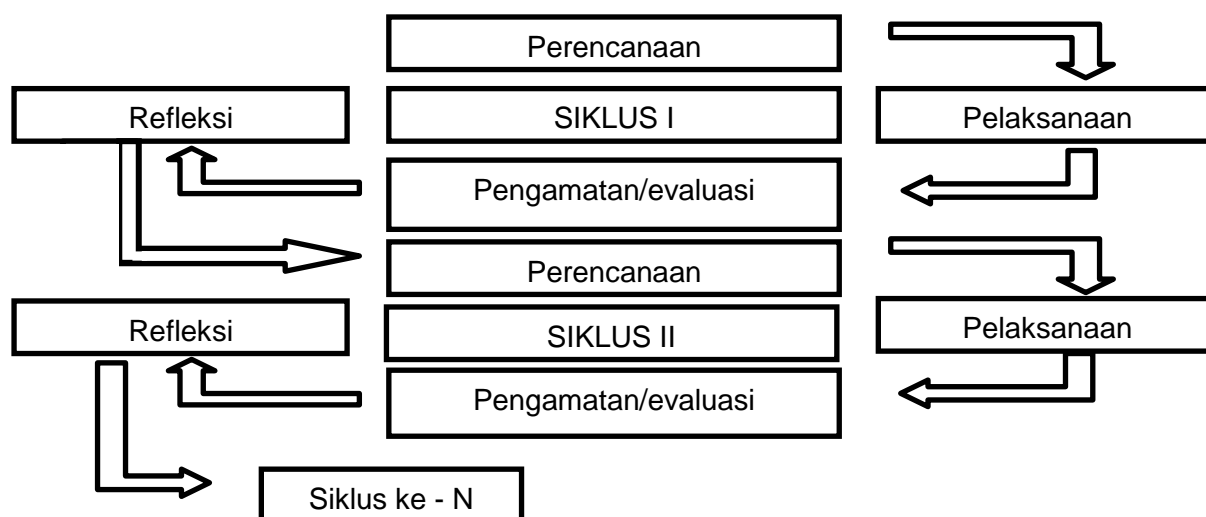 Perencanaan
Refleksi
SIKLUS I
Pelaksanaan
Pengamatan/evaluasi
Perencanaan
Refleksi
SIKLUS II
Pelaksanaan
Pengamatan/evaluasi
Siklus ke - N